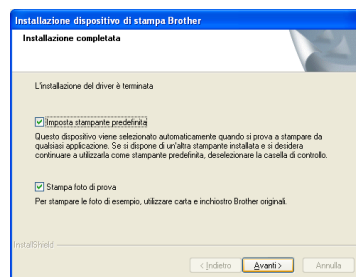 Installazione dispositivo di stampa Brother
Installazione completata
L'installazione del driver è terminata
Imposta stampante predefinita
Questo dispositivo viene selezionato automaticamente quando si prova a stampare da
qualsiasi applicazione. Se si dispone di un'altra stampante installata e si desidera
continuare a utilizzarla come stampante predefinita, deselezionare la casella di controllo.
Stampa foto di prova
Per stampare le foto di esempio, utilizzare carta e inchiostro Brother originali.
InstallShield
< Indietro Avanti > Annulla